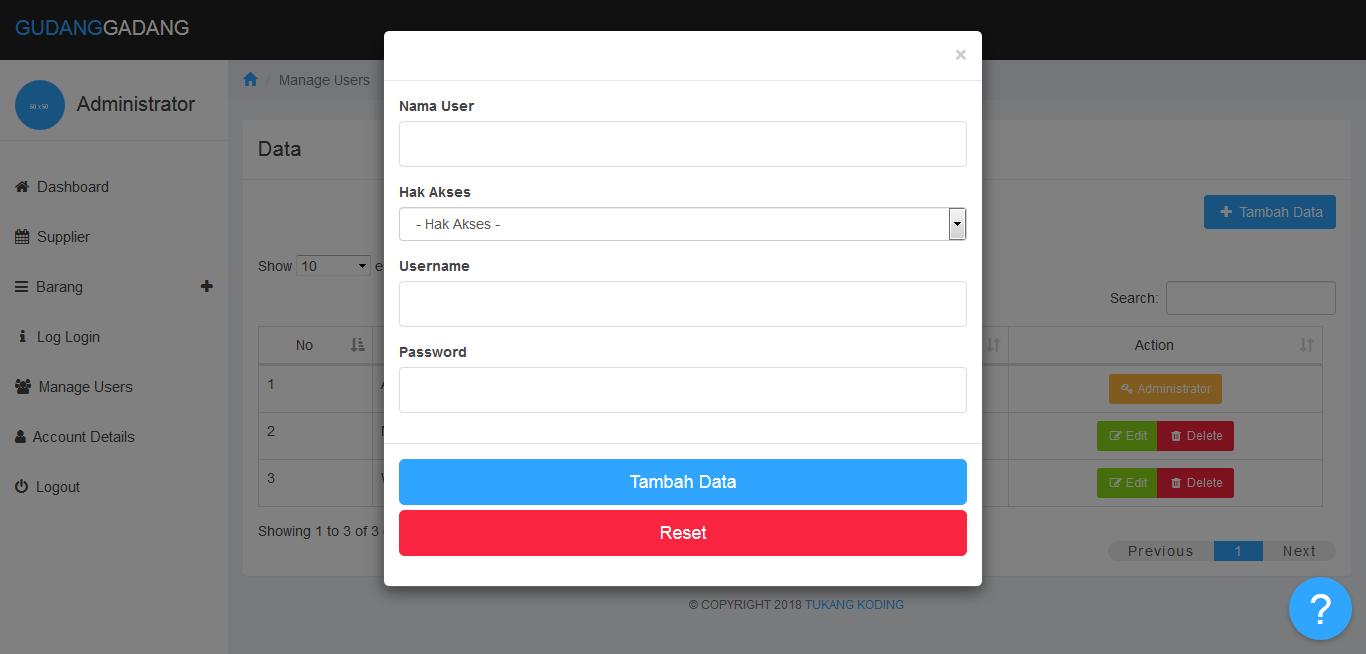 GUDANGGADANG
×
50 x 50
Administrator
Manage Users
Nama User
Data
Dashboard
Hak Akses
- Hak Akses -
Tambah Data
Supplier
Show 10
Username
Barang
Search:
Log Login
No
Password
Action
1
Administrator
Manage Users
2
Edit
Delete
Account Details
3
Edit
Delete
Logout
Tambah Data
Reset
Showing 1 to 3 of 3
Previous
1
Next
© COPYRIGHT 2018 TUKANG KODING
?